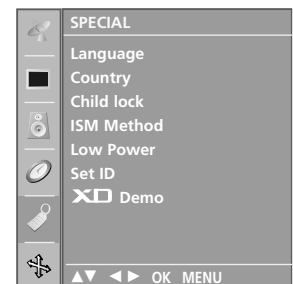 SPECIAL
Language
Country
Child lock
ISM Method
Low Power
Set ID
XD Demo
▲▼ ◄► OK MENU